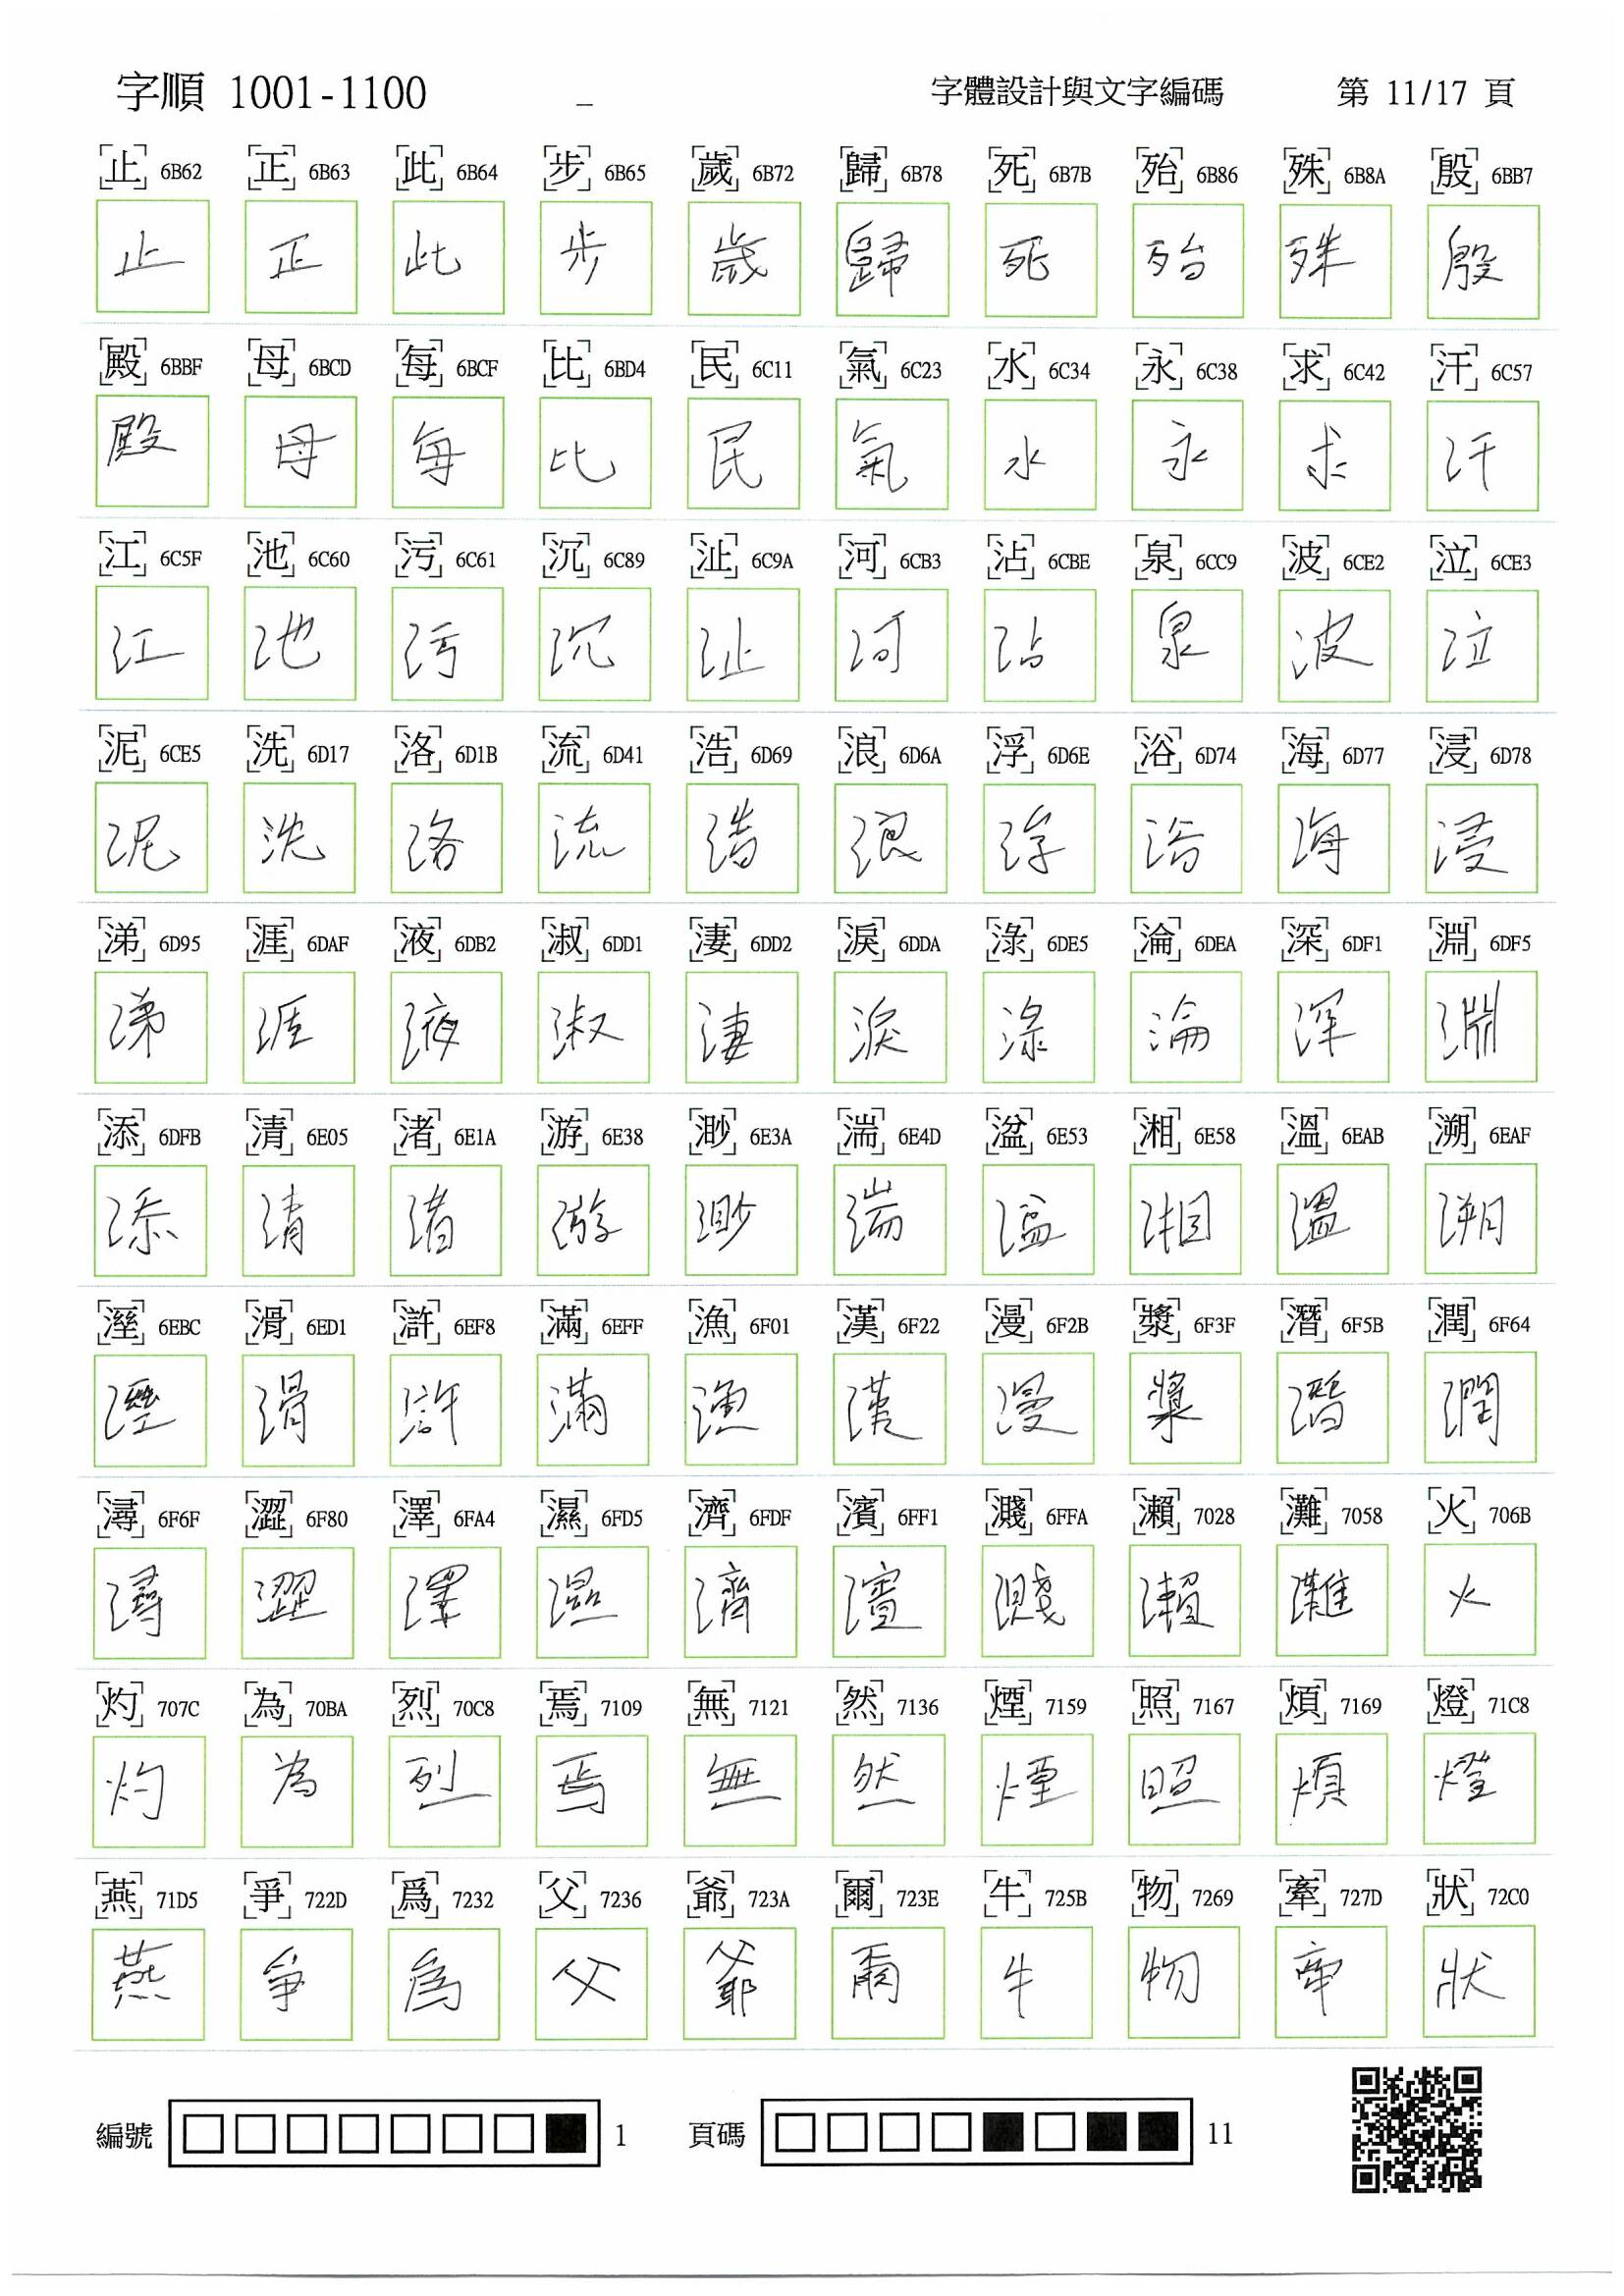 字順 1001-1100 _ 字體設計與文字編碼 第 11/17 頁
止 6B62 正 6B63 此 6B64 步 6B65 歲 6B72 歸 6B78 死 6B7B 殆 6B86 殊 6B8A 殷 6BB7
止 正 此 步 歲 歸 死 殆 殊 殷
殿 6BBF 母 6BCD 每 6BCF 比 6BD4 民 6C11 氣 6C23 水 6C34 永 6C38 求 6C42 汗 6C57
殿 母 每 比 民 氣 水 永 求 汗
江 6C5F 池 6C60 污 6C61 沉 6C89 沚 6C9A 河 6CB3 沾 6CBE 泉 6CC9 波 6CE2 泣 6CE3
江 池 污 沉 沚 河 沾 泉 波 泣
泥 6CE5 洗 6D17 洛 6D1B 流 6D41 浩 6D69 浪 6D6A 浮 6D6E 浴 6D74 海 6D77 浸 6D78
泥 洗 洛 流 浩 浪 浮 浴 海 浸
涕 6D95 涯 6DAF 液 6DB2 淑 6DD1 淒 6DD2 淚 6DDA 淥 6DE5 淪 6DEA 深 6DF1 淵 6DF5
涕 涯 液 淑 淒 淚 淥 淪 深 淵
添 6DFB 清 6E05 渚 6E1A 游 6E38 渺 6E3A 湍 6E4D 湓 6E53 湘 6E58 溫 6EAB 溯 6EAF
添 清 渚 游 渺 湍 湓 湘 溫 溯
溼 6EBC 滑 6ED1 滸 6EF8 滿 6EFF 漁 6F01 漢 6F22 漫 6F2B 漿 6F3F 潛 6F5B 潤 6F64
溼 滑 滸 滿 漁 漢 漫 漿 潛 潤
潯 6F6F 澀 6F80 澤 6FA4 濕 6FD5 濟 6FDF 濱 6FF1 濺 6FFA 瀨 7028 灘 7058 火 706B
潯 澀 澤 濕 濟 濱 濺 瀨 灘 火
灼 707C 為 70BA 烈 70C8 焉 7109 無 7121 然 7136 煙 7159 照 7167 煩 7169 燈 71C8
灼 為 烈 焉 無 然 煙 照 煩 燈
燕 71D5 爭 722D 爲 7232 父 7236 爺 723A 爾 723E 牛 725B 物 7269 牽 727D 狀 72C0
燕 爭 爲 父 爺 爾 牛 物 牽 狀
編號 1 頁碼 11